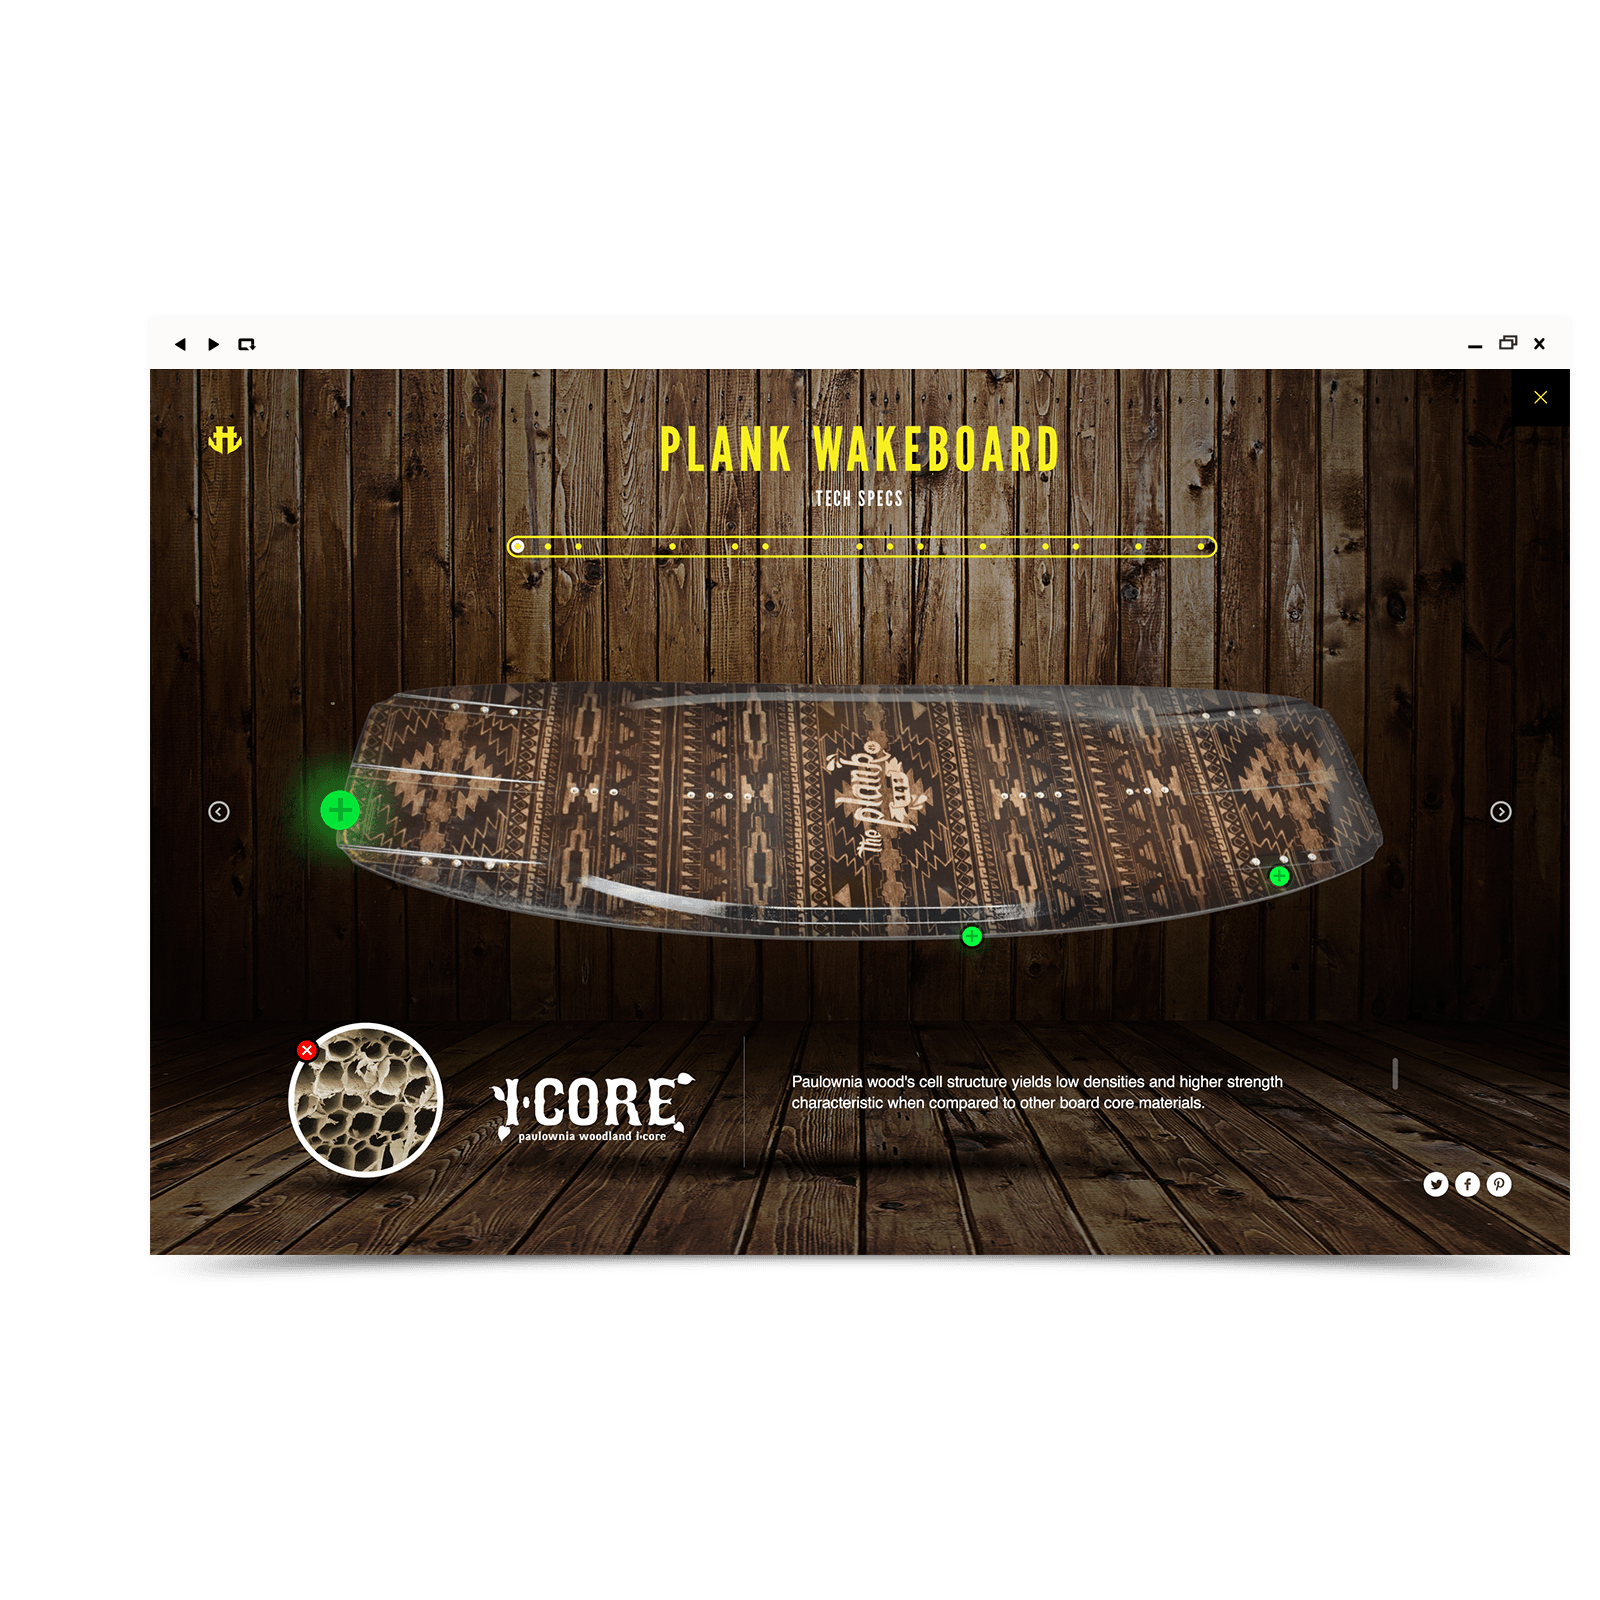 PLANK WAKEBOARD
TECH SPECS
the plank
141
I·CORE
paulownia woodland i·core
Paulownia wood's cell structure yields low densities and higher strength
characteristic when compared to other board core materials.